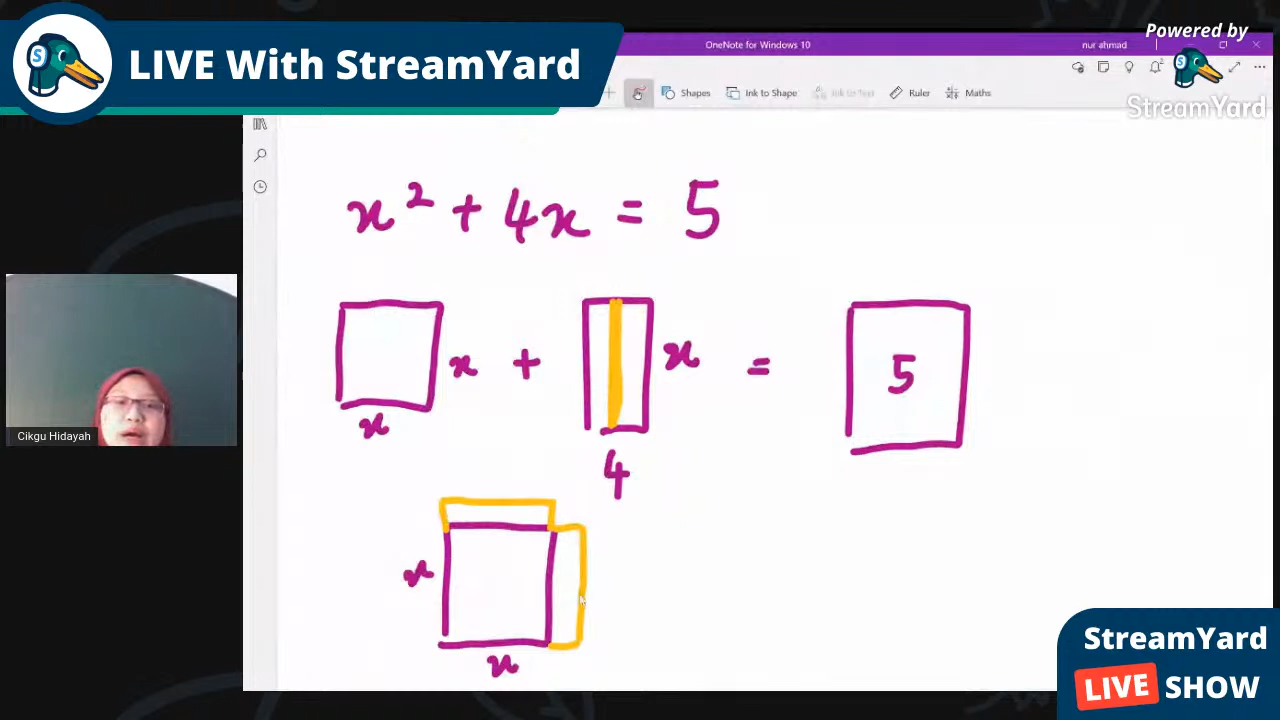 LIVE With StreamYard
OneNote for Windows 10
nur ahmad
Powered by
StreamYard
Shapes
Ink to Shape
Ink to Text
Ruler
Maths
x² + 4x = 5
x
x
+
x
4
=
5
x
x
Cikgu Hidayah
StreamYard
LIVE SHOW